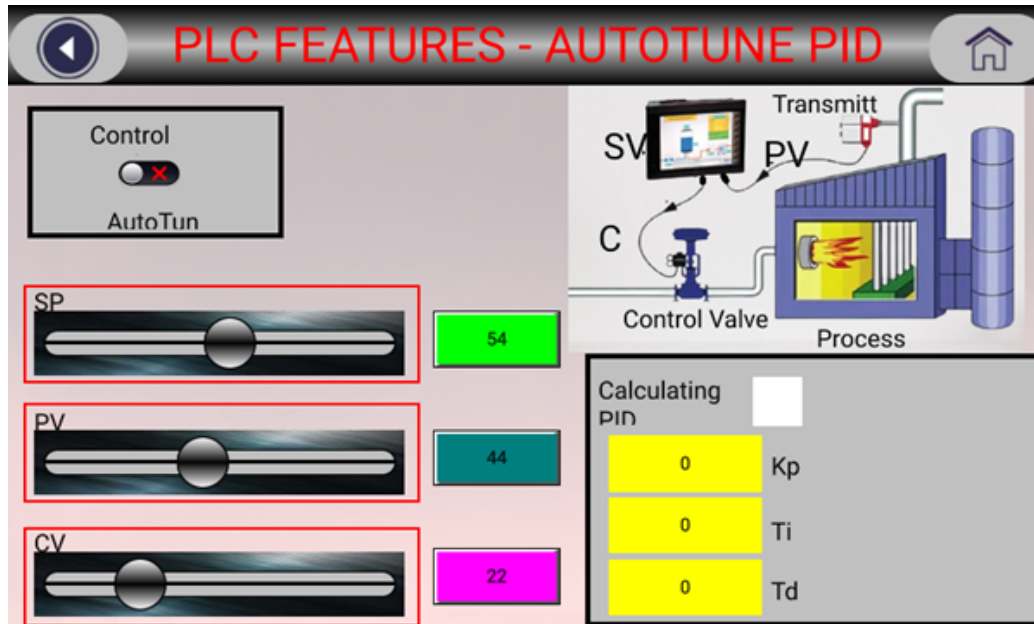 PLC FEATURES - AUTOTUNE PID
Control
AutoTun
Transmitt
SV
PV
C
Control Valve
Process
SP
54
PV
44
CV
22
Calculating
PID
0
Kp
0
Ti
0
Td